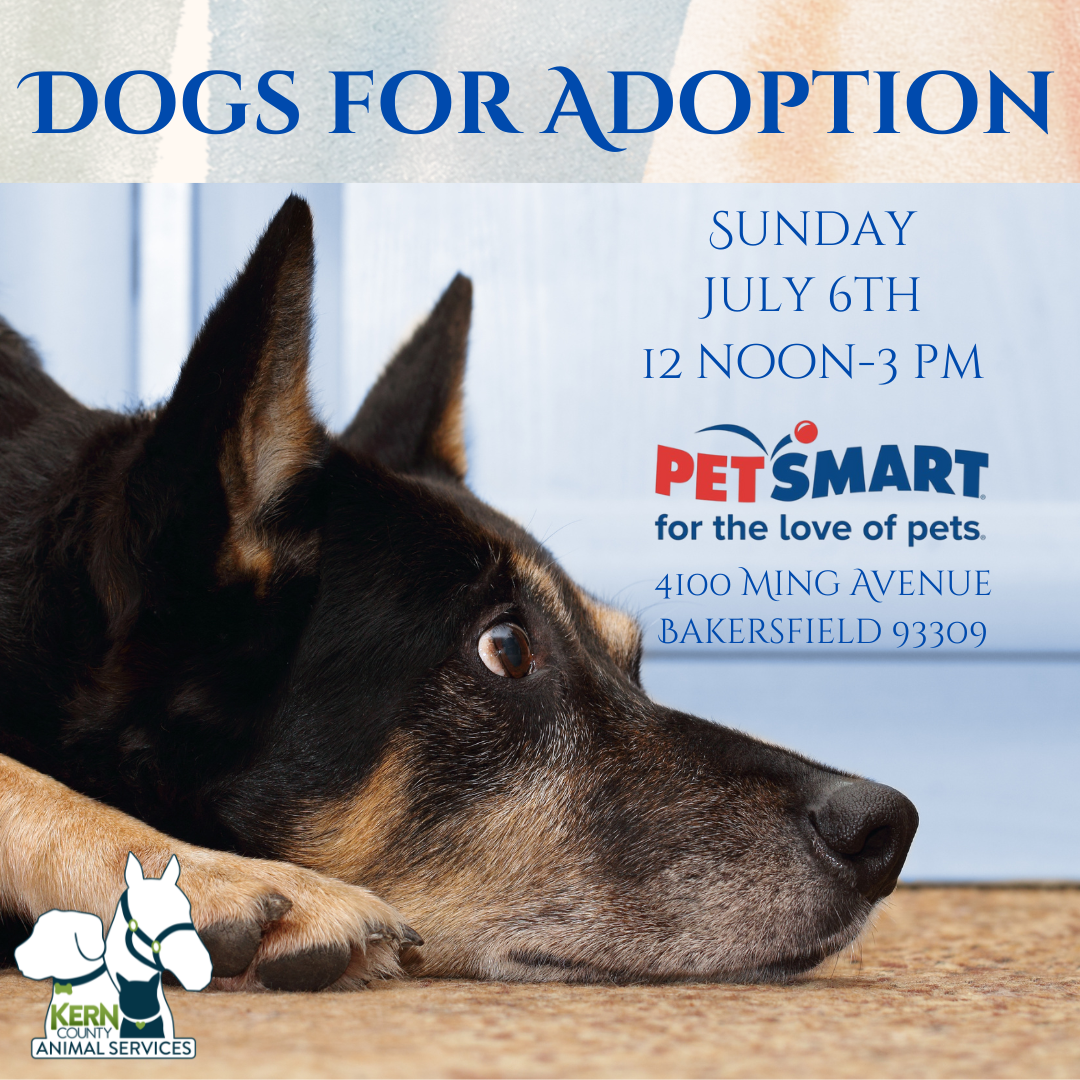 Dogs for Adoption
Sunday
July 6th
12 noon-3 pm
PETSMART®
for the love of pets®
4100 Ming Avenue
Bakersfield 93309
KERN
COUNTY
ANIMAL SERVICES